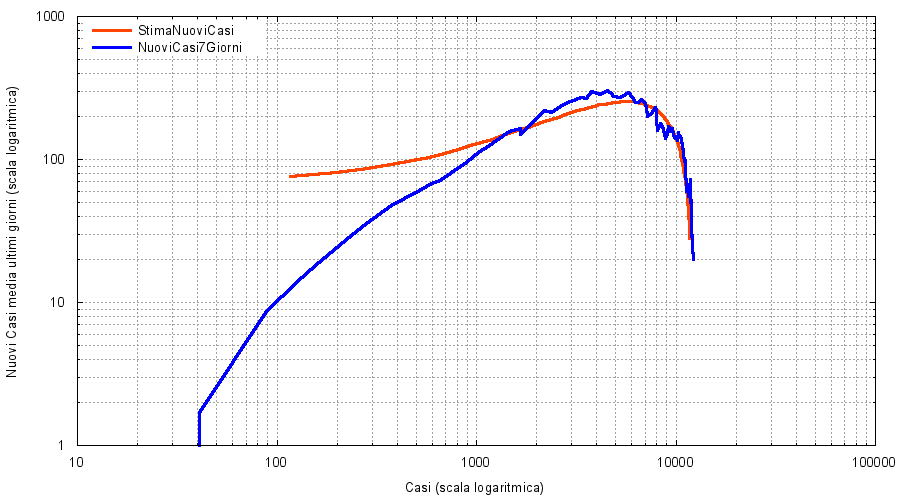 1000
StimaNuoviCasi
NuoviCasi7Giorni
100
10
1
Nuovi Casi media ultimi giorni (scala logaritmica)
10 100 1000 10000 100000
Casi (scala logaritmica)